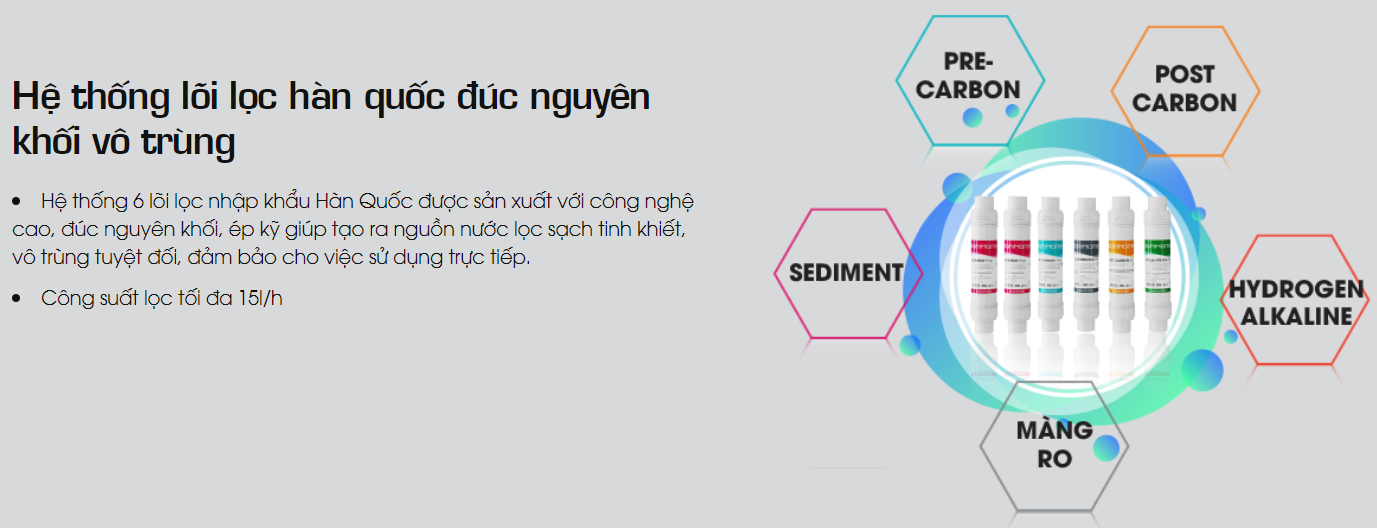 Hệ thống lõi lọc hàn quốc đúc nguyên
khối vô trùng
• Hệ thống 6 lõi lọc nhập khẩu Hàn Quốc được sản xuất với công nghệ
cao, đúc nguyên khối, ép kỹ giúp tạo ra nguồn nước lọc sạch tinh khiết,
vô trùng tuyệt đối, đảm bảo cho việc sử dụng trực tiếp.
• Công suất lọc tối đa 15l/h
PRE-
CARBON
POST
CARBON
SEDIMENT
HYDROGEN
ALKALINE
MÀNG
RO